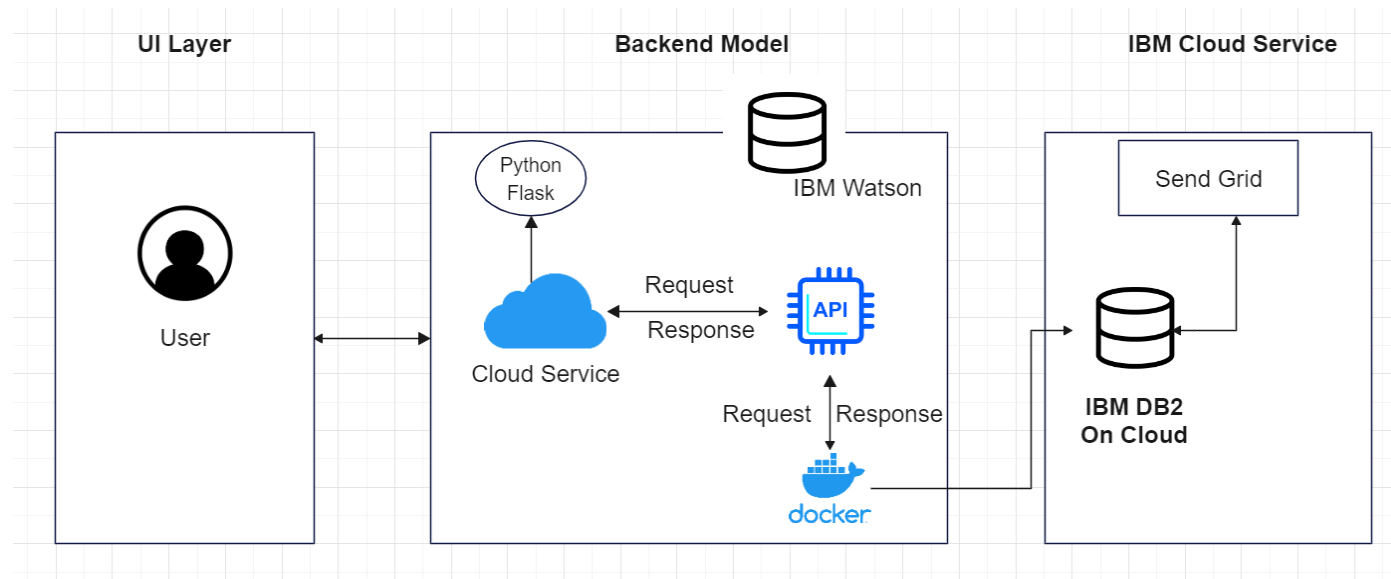 UI Layer
Backend Model
IBM Cloud Service
Python
Flask
IBM Watson
Send Grid
User
Request
Response
API
Cloud Service
Request
Response
docker
IBM DB2
On Cloud